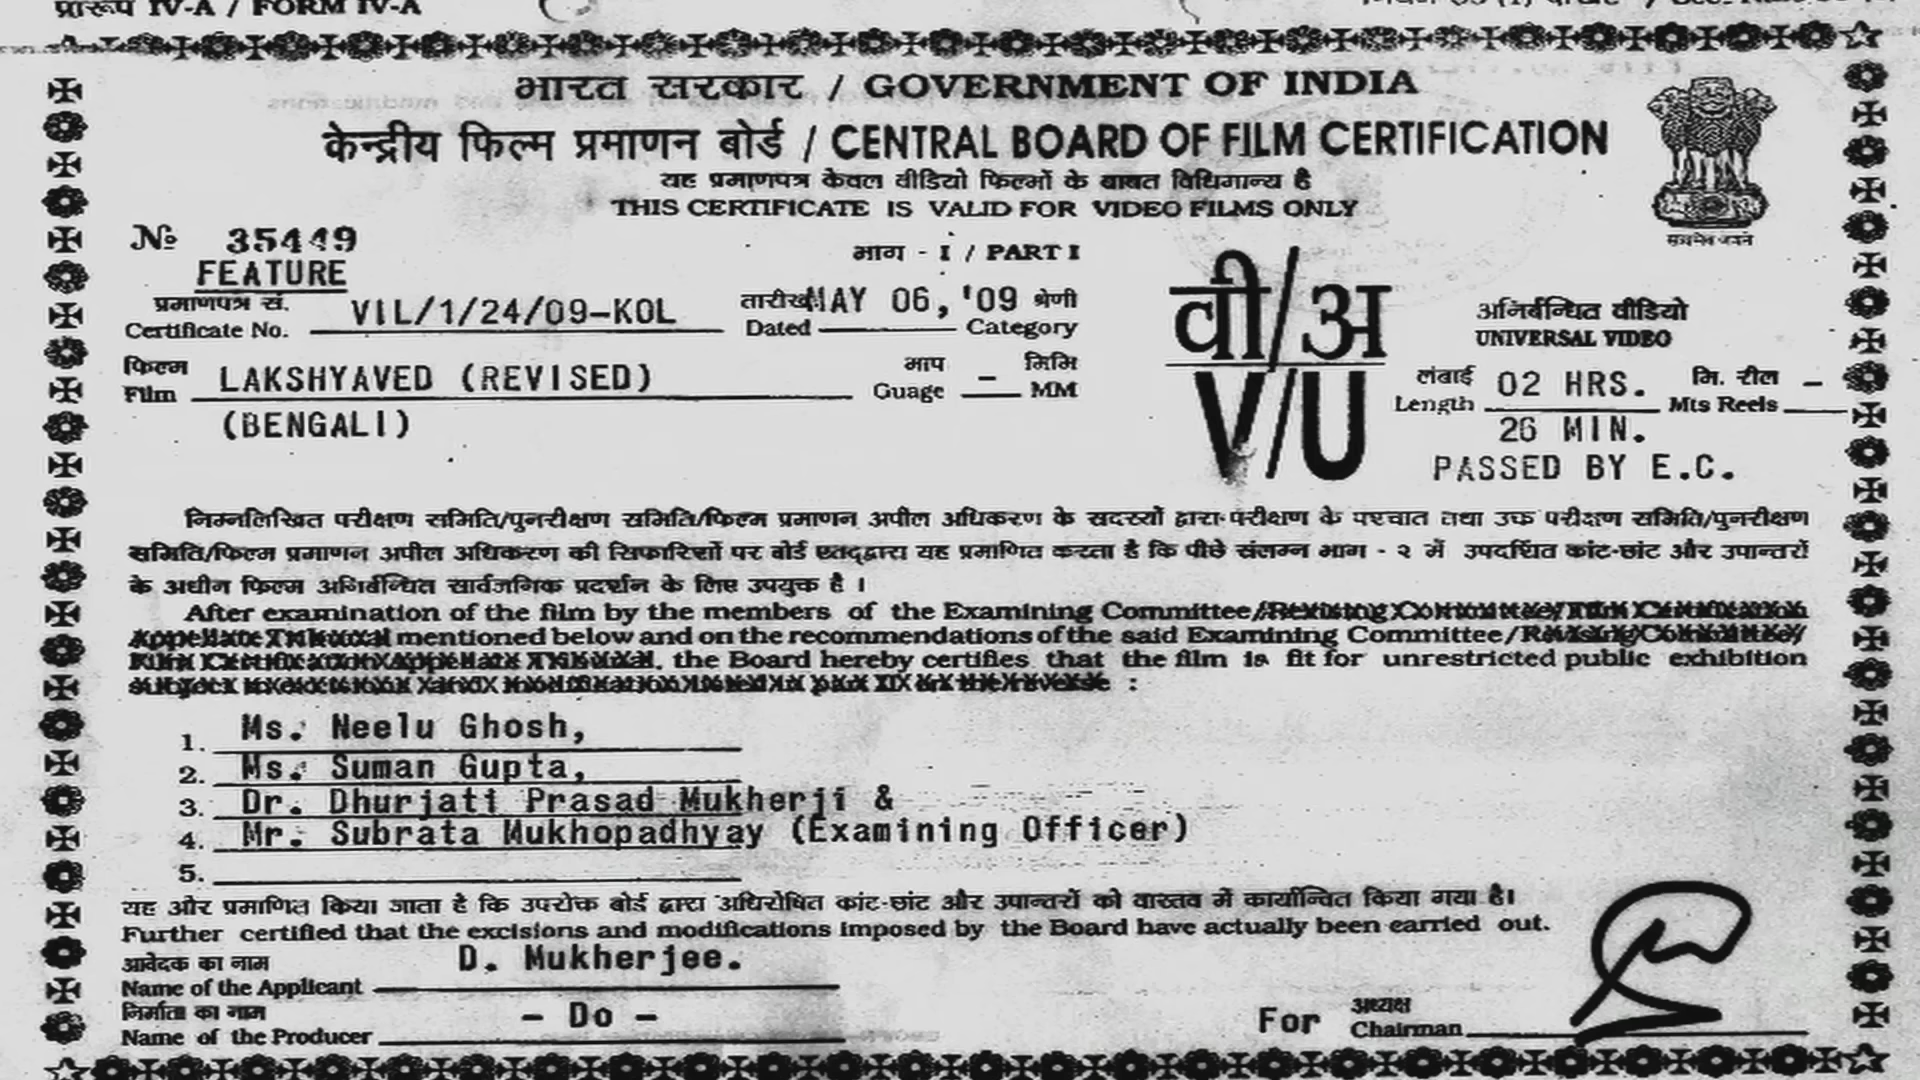 प्रारूप IV-A / FORM IV-A
भारत सरकार / GOVERNMENT OF INDIA
केन्द्रीय फिल्म प्रमाणन बोर्ड / CENTRAL BOARD OF FILM CERTIFICATION
यह प्रमाणपत्र केवल वीडियो फिल्मों के बाबत विधिमान्य है
THIS CERTIFICATE IS VALID FOR VIDEO FILMS ONLY
सत्यमेव जयते
№ 35449
FEATURE
भाग - I / PART I
प्रमाणपत्र सं.
Certificate No. VIL/1/24/09-KOL
तारीख MAY 06, '09 श्रेणी
Dated Category
वी/अ
V/U
अनिर्बन्धित वीडियो
UNIVERSAL VIDEO
फिल्म
Film LAKSHYAVED (REVISED)
(BENGALI)
माप मिमि
Guage - MM
लंबाई 02 HRS. मि. रील -
Length Mts Reels
26 MIN.
PASSED BY E.C.
निम्नलिखित परीक्षण समिति/पुनरीक्षण समिति/फिल्म प्रमाणन अपील अधिकरण के सदस्यों द्वारा परीक्षण के पश्चात तथा उक्त परीक्षण समिति/पुनरीक्षण
समिति/फिल्म प्रमाणन अपील अधिकरण की सिफारिशों पर बोर्ड एतद्द्वारा यह प्रमाणित करता है कि पीछे संलग्न भाग - २ में उपदर्शित कांट-छांट और उपान्तरों
के अधीन फिल्म अनिर्बन्धित सार्वजनिक प्रदर्शन के लिए उपयुक्त है ।
After examination of the film by the members of the Examining Committee/
mentioned below and on the recommendations of the said Examining Committee/
the Board hereby certifies that the film is fit for unrestricted public exhibition
:
1. Ms. Neelu Ghosh,
2. Ms. Suman Gupta,
3. Dr. Dhurjati Prasad Mukherji &
4. Mr. Subrata Mukhopadhyay (Examining Officer)
5.
यह और प्रमाणित किया जाता है कि उपरोक्त बोर्ड द्वारा अधिरोपित कांट-छांट और उपान्तरों को वास्तव में कार्यान्वित किया गया है।
Further certified that the excisions and modifications imposed by the Board have actually been carried out.
आवेदक का नाम
Name of the Applicant D. Mukherjee.
निर्माता का नाम
Name of the Producer - Do -
For अध्यक्ष
Chairman